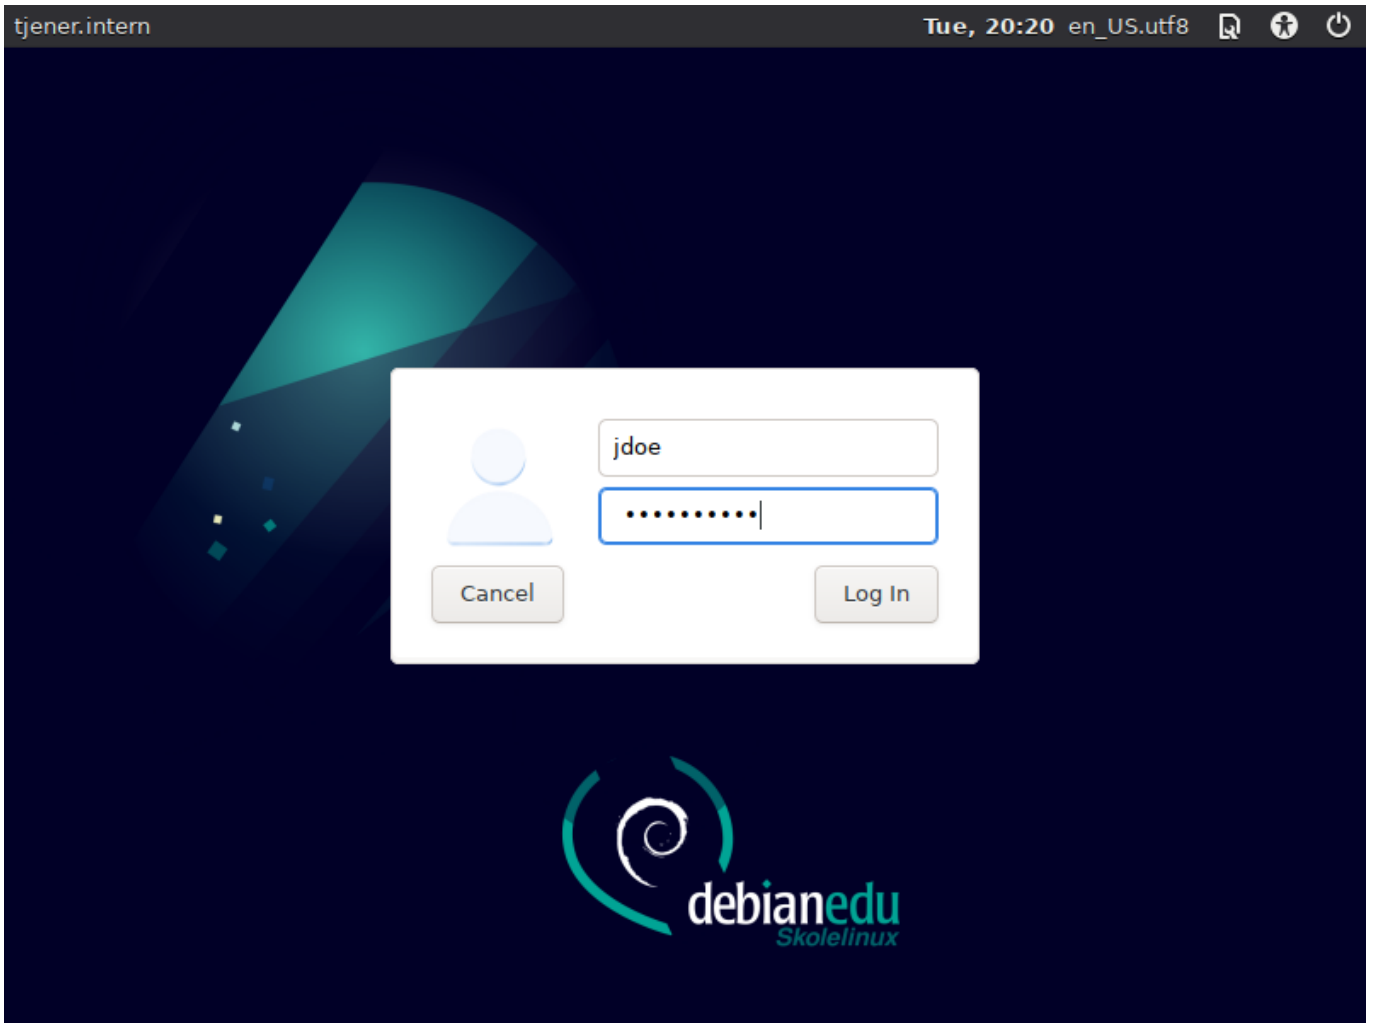 tjener.intern
Tue, 20:20 en_US.utf8
jdoe
••••••••••
Cancel
Log In
debianedu
Skolelinux